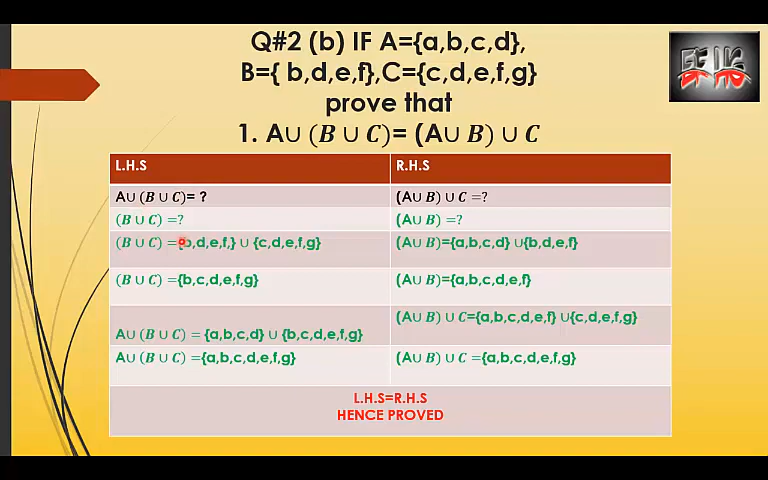 Q#2 (b) IF A={a,b,c,d},
B={ b,d,e,f},C={c,d,e,f,g}
prove that
1. A∪ (B ∪ C)= (A∪ B) ∪ C
L.H.S
R.H.S
A∪ (B ∪ C)= ?
(A∪ B) ∪ C =?
(B ∪ C) =?
(A∪ B) =?
(B ∪ C) ={b,d,e,f,} ∪ {c,d,e,f,g}
(A∪ B)={a,b,c,d} ∪{b,d,e,f}
(B ∪ C) ={b,c,d,e,f,g}
(A∪ B)={a,b,c,d,e,f}
(A∪ B) ∪ C={a,b,c,d,e,f} ∪{c,d,e,f,g}
A∪ (B ∪ C) = {a,b,c,d} ∪ {b,c,d,e,f,g}
A∪ (B ∪ C) ={a,b,c,d,e,f,g}
(A∪ B) ∪ C ={a,b,c,d,e,f,g}
L.H.S=R.H.S
HENCE PROVED